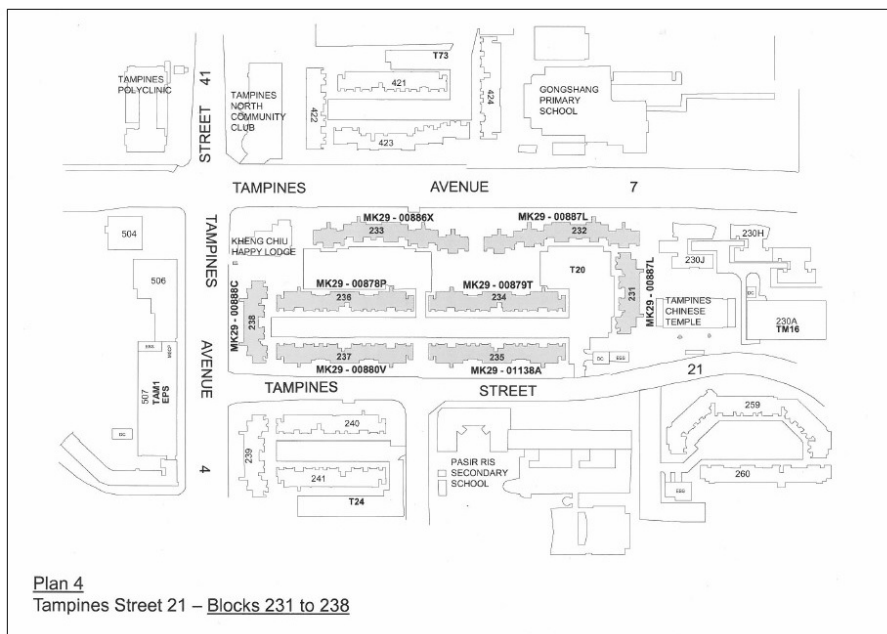 TAMPINES
POLYCLINIC
STREET 41
TAMPINES
NORTH
COMMUNITY
CLUB
T73
421
422
423
424
GONGSHANG
PRIMARY
SCHOOL
TAMPINES AVENUE 7
504
506
TAMPINES
KHENG CHIU
HAPPY LODGE
MK29 - 00886X
233
MK29 - 00887L
232
230H
230J
T20
231
MK29 - 00887L
TAMPINES
CHINESE
TEMPLE
230A
TM16
MK29 - 00888C
238
MK29 - 00878P
236
MK29 - 00879T
234
237
MK29 - 00880V
235
MK29 - 01138A
507
TAM1
EPS
AVENUE 4
TAMPINES STREET 21
239
240
241
T24
PASIR RIS
SECONDARY
SCHOOL
259
260
Plan 4
Tampines Street 21 – Blocks 231 to 238